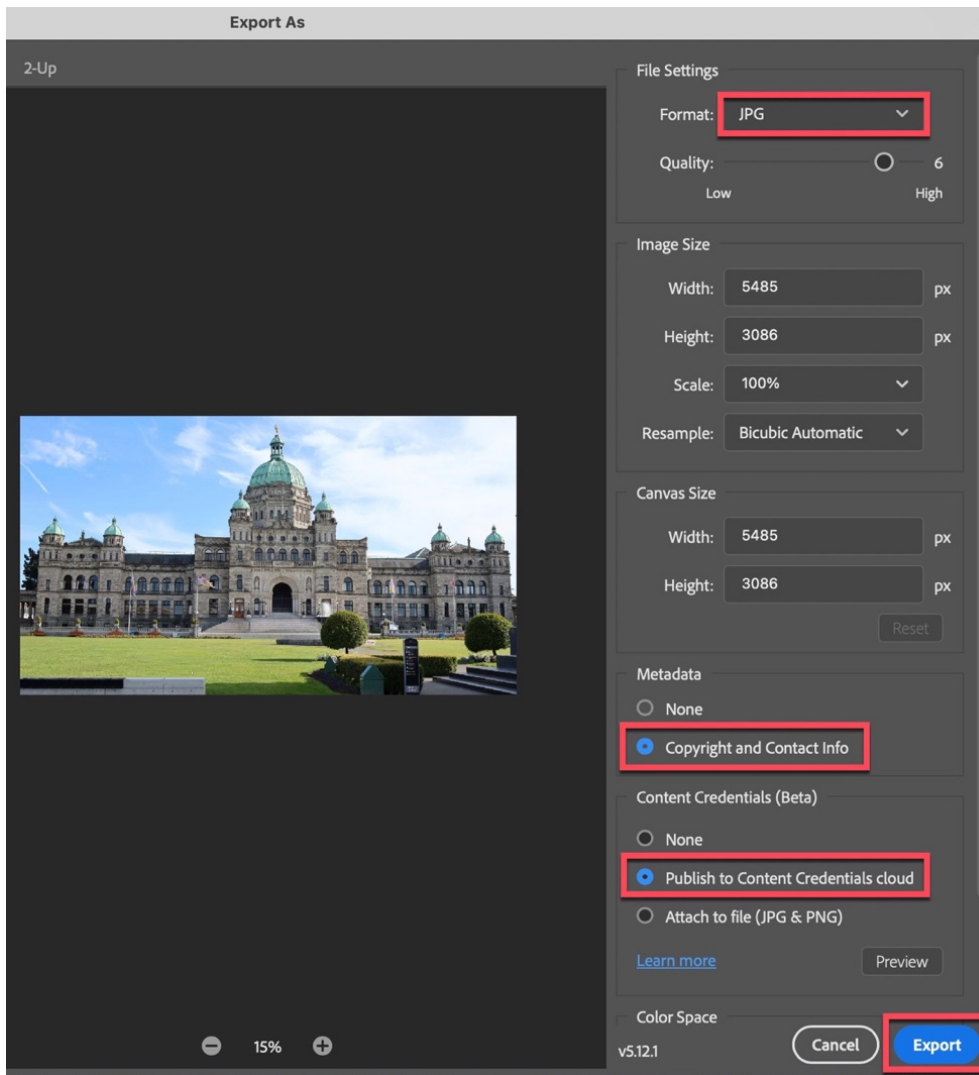 Export As
2-Up
File Settings
Format: JPG
Quality: 6
Low High
Image Size
Width: 5485 px
Height: 3086 px
Scale: 100%
Resample: Bicubic Automatic
Canvas Size
Width: 5485 px
Height: 3086 px
Reset
Metadata
None
Copyright and Contact Info
Content Credentials (Beta)
None
Publish to Content Credentials cloud
Attach to file (JPG & PNG)
Learn more Preview
Color Space
15% v5.12.1 Cancel Export